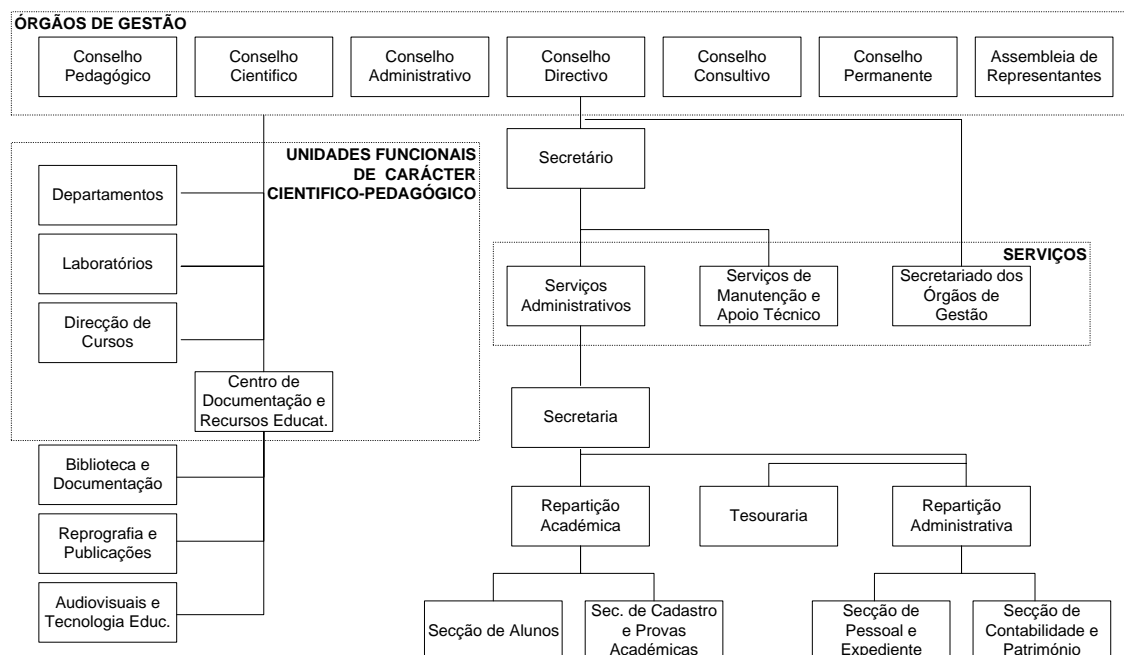 ÓRGÃOS DE GESTÃO
Conselho
Pedagógico
Conselho
Cientifico
Conselho
Administrativo
Conselho
Directivo
Conselho
Consultivo
Conselho
Permanente
Assembleia de
Representantes
UNIDADES FUNCIONAIS
DE CARÁCTER
CIENTIFICO-PEDAGÓGICO
Departamentos
Laboratórios
Direcção de
Cursos
Centro de
Documentação e
Recursos Educat.
Biblioteca e
Documentação
Reprografia e
Publicações
Audiovisuais e
Tecnologia Educ.
Secretário
SERVIÇOS
Serviços
Administrativos
Serviços de
Manutenção e
Apoio Técnico
Secretariado dos
Órgãos de
Gestão
Secretaria
Repartição
Académica
Tesouraria
Repartição
Administrativa
Secção de Alunos
Sec. de Cadastro
e Provas
Académicas
Secção de
Pessoal e
Expediente
Secção de
Contabilidade e
Património